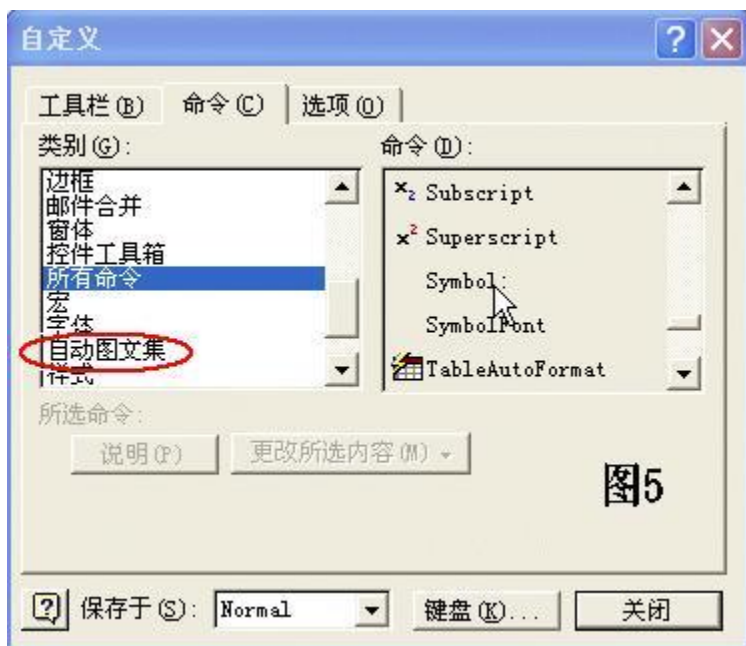 自定义
工具栏(B) 命令(C) 选项(O)
类别(G): 命令(D):
边框
邮件合并
窗体
控件工具箱
所有命令
宏
字体
自动图文集
样式
Subscript
Superscript
Symbol:
SymbolFont
TableAutoFormat
所选命令:
说明(P) 更改所选内容(M)
图5
保存于(S): Normal 键盘(K)... 关闭